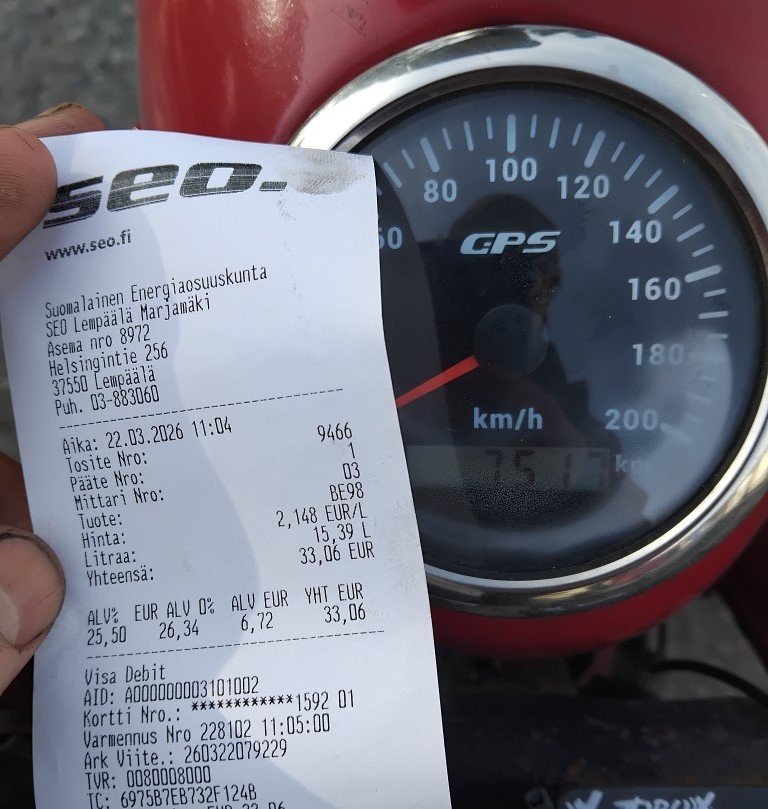 seo.
www.seo.fi
Suomalainen Energiaosuuskunta
SEO Lempäälä Marjamäki
Asema nro 8972
Helsingintie 256
37550 Lempäälä
Puh. 03-883060
Aika: 22.03.2026 11:04
Tosite Nro: 9466
Pääte Nro: 1
Mittari Nro: 03
Tuote: BE98
Hinta: 2,148 EUR/L
Litraa: 15,39 L
Yhteensä: 33,06 EUR
ALV% EUR ALV 0% ALV EUR YHT EUR
25,50 26,34 6,72 33,06
Visa Debit
AID: A0000000031010​02
Kortti Nro.: ************1592 01
Varmennus Nro 228102 11:05:00
Ark Viite.: 260322079229
TVR: 0080008000
TC: 6975B7EB732F124B
80
100
120
140
160
180
200
GPS
km/h
km